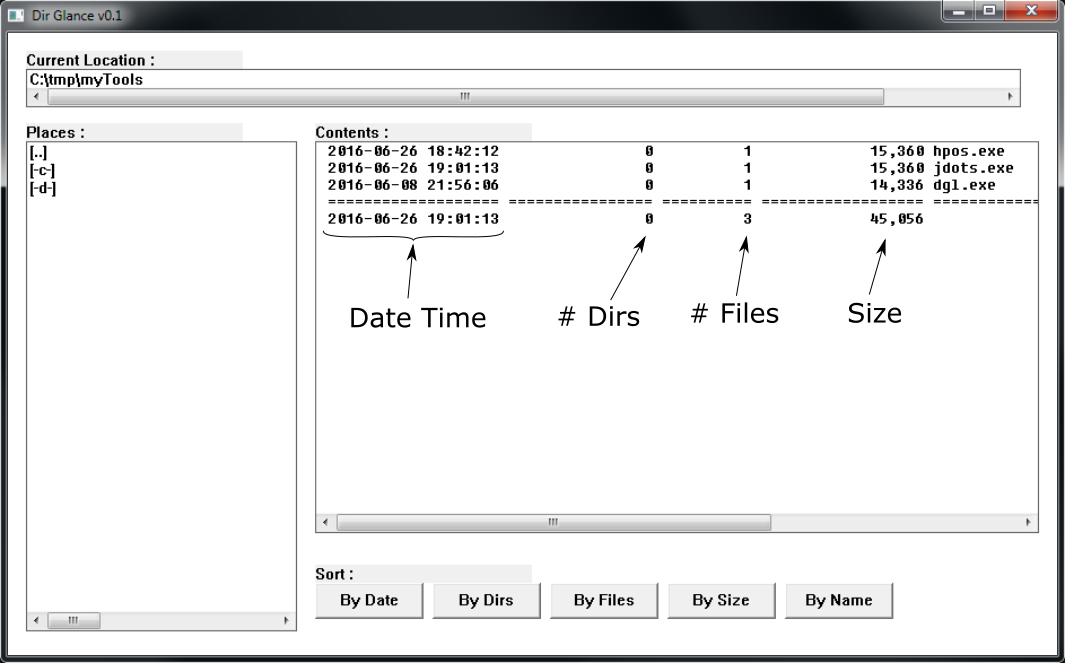 Dir Glance v0.1
Current Location :
C:\tmp\myTools
Places :
[..]
[-c-]
[-d-]
Contents :
2016-06-26 18:42:12 0 1 15,360 hpos.exe
2016-06-26 19:01:13 0 1 15,360 jdots.exe
2016-06-08 21:56:06 0 1 14,336 dgl.exe
=================== ================ ========== ================== ============
2016-06-26 19:01:13 0 3 45,056
Date Time # Dirs # Files Size
Sort :
By Date By Dirs By Files By Size By Name